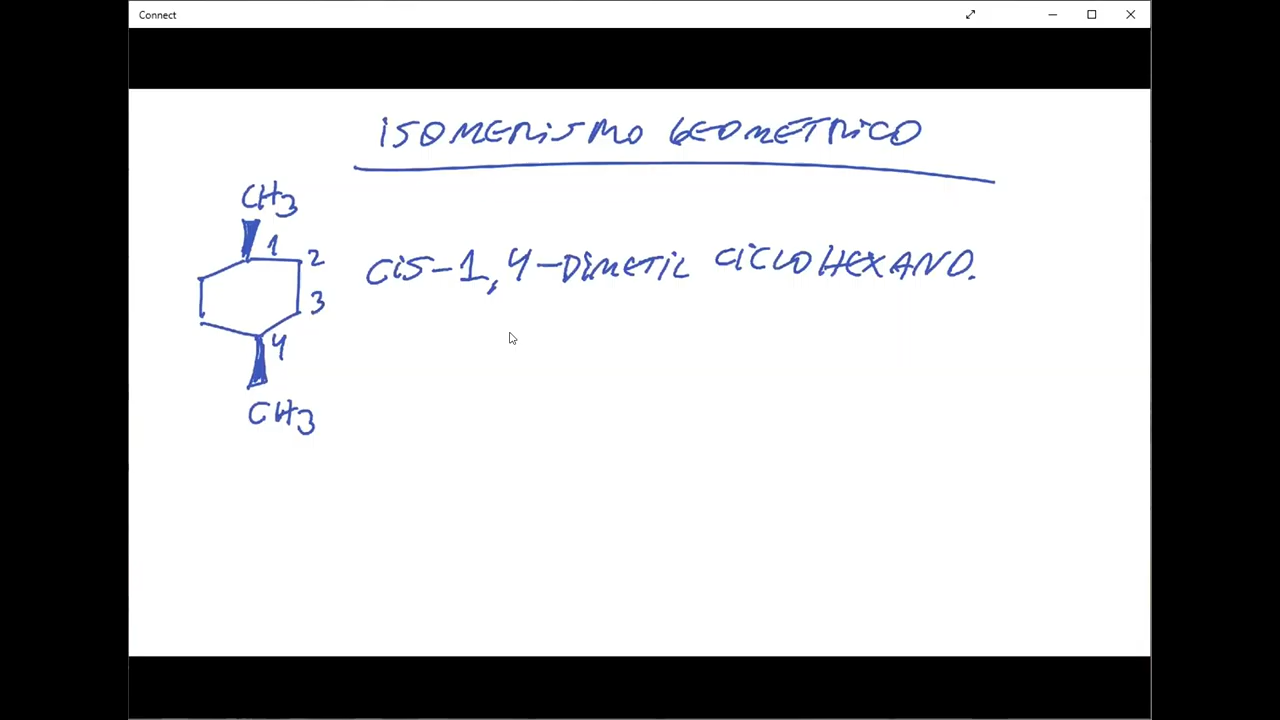 Connect
ISOMERISMO GEOMETRICO
CH3
1
2
CiS-1,4-DIMETIL CICLOHEXANO.
3
4
CH3